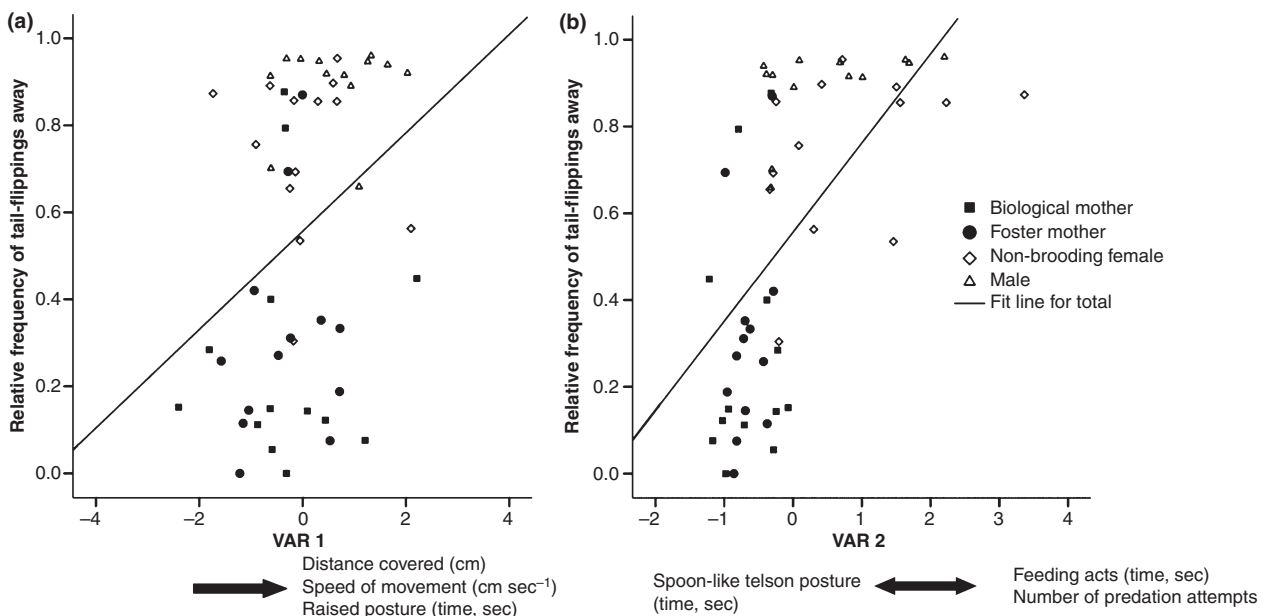 (a)
Relative frequency of tail-flippings away
1.0
0.8
0.6
0.4
0.2
0.0
–4
–2
0
2
4
VAR 1
Distance covered (cm)
Speed of movement (cm sec⁻¹)
Raised posture (time, sec)
(b)
Relative frequency of tail-flippings away
1.0
0.8
0.6
0.4
0.2
0.0
–2
–1
0
1
2
3
4
VAR 2
Biological mother
Foster mother
Non-brooding female
Male
Fit line for total
Spoon-like telson posture
(time, sec)
Feeding acts (time, sec)
Number of predation attempts